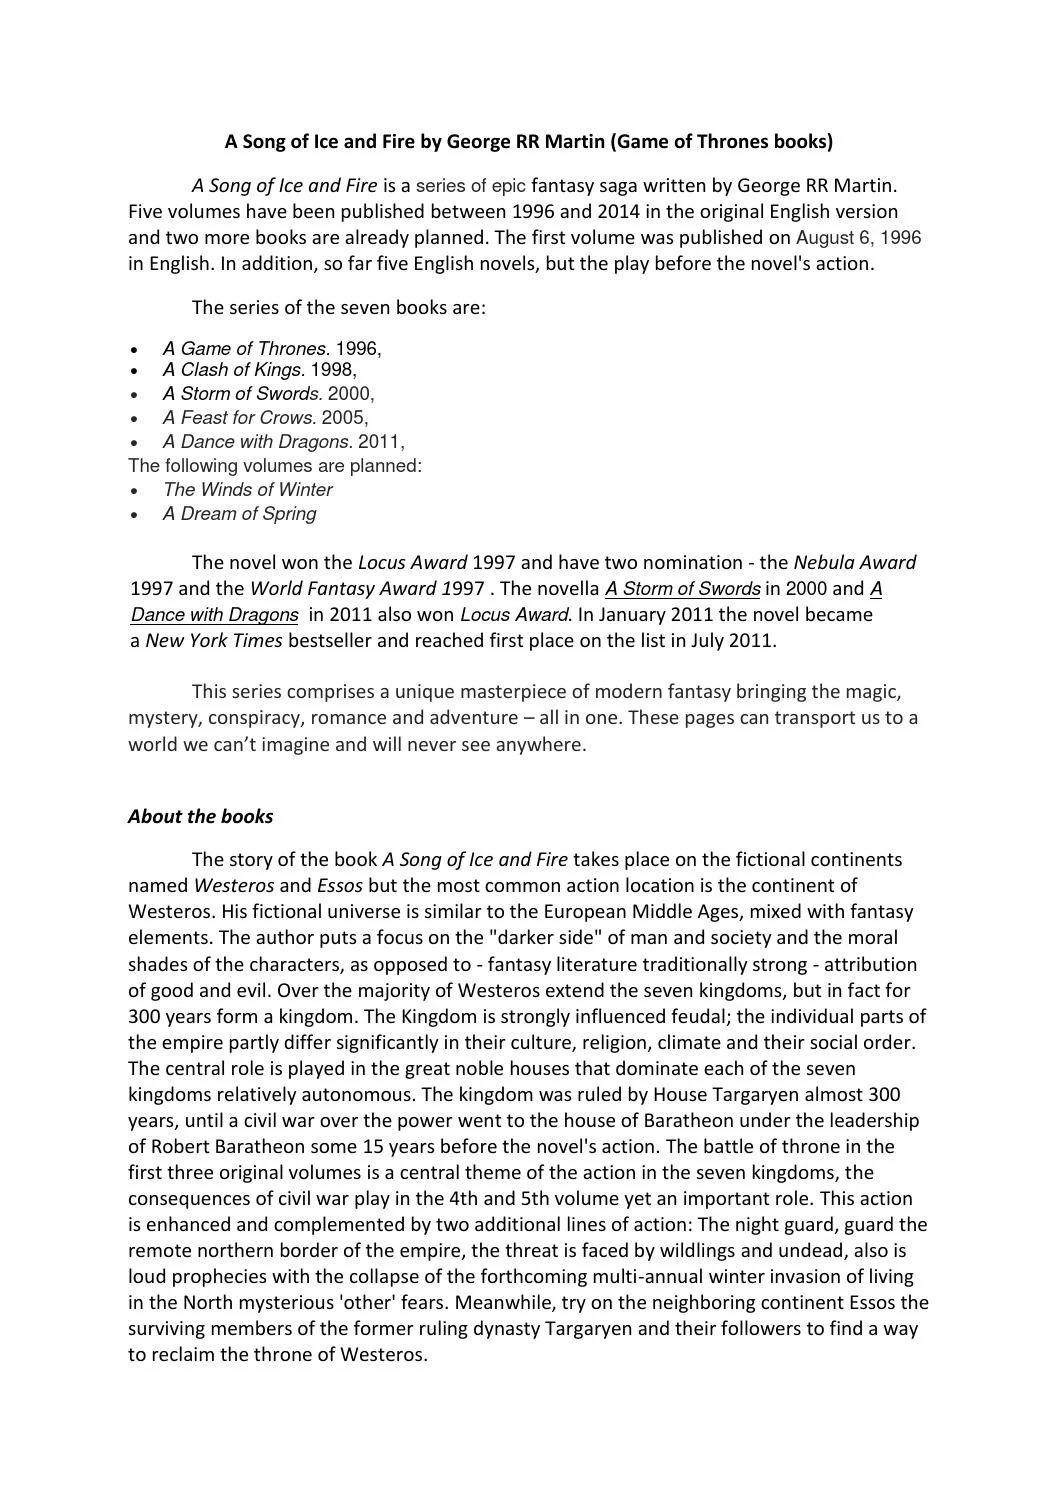 A Song of Ice and Fire by George RR Martin (Game of Thrones books)
A Song of Ice and Fire is a series of epic fantasy saga written by George RR Martin.
Five volumes have been published between 1996 and 2014 in the original English version
and two more books are already planned. The first volume was published on August 6, 1996
in English. In addition, so far five English novels, but the play before the novel's action.
The series of the seven books are:
• A Game of Thrones. 1996,
• A Clash of Kings. 1998,
• A Storm of Swords. 2000,
• A Feast for Crows. 2005,
• A Dance with Dragons. 2011,
The following volumes are planned:
• The Winds of Winter
• A Dream of Spring
The novel won the Locus Award 1997 and have two nomination - the Nebula Award
1997 and the World Fantasy Award 1997 . The novella A Storm of Swords in 2000 and A
Dance with Dragons in 2011 also won Locus Award. In January 2011 the novel became
a New York Times bestseller and reached first place on the list in July 2011.
This series comprises a unique masterpiece of modern fantasy bringing the magic,
mystery, conspiracy, romance and adventure – all in one. These pages can transport us to a
world we can’t imagine and will never see anywhere.
About the books
The story of the book A Song of Ice and Fire takes place on the fictional continents
named Westeros and Essos but the most common action location is the continent of
Westeros. His fictional universe is similar to the European Middle Ages, mixed with fantasy
elements. The author puts a focus on the "darker side" of man and society and the moral
shades of the characters, as opposed to - fantasy literature traditionally strong - attribution
of good and evil. Over the majority of Westeros extend the seven kingdoms, but in fact for
300 years form a kingdom. The Kingdom is strongly influenced feudal; the individual parts of
the empire partly differ significantly in their culture, religion, climate and their social order.
The central role is played in the great noble houses that dominate each of the seven
kingdoms relatively autonomous. The kingdom was ruled by House Targaryen almost 300
years, until a civil war over the power went to the house of Baratheon under the leadership
of Robert Baratheon some 15 years before the novel's action. The battle of throne in the
first three original volumes is a central theme of the action in the seven kingdoms, the
consequences of civil war play in the 4th and 5th volume yet an important role. This action
is enhanced and complemented by two additional lines of action: The night guard, guard the
remote northern border of the empire, the threat is faced by wildlings and undead, also is
loud prophecies with the collapse of the forthcoming multi-annual winter invasion of living
in the North mysterious 'other' fears. Meanwhile, try on the neighboring continent Essos the
surviving members of the former ruling dynasty Targaryen and their followers to find a way
to reclaim the throne of Westeros.